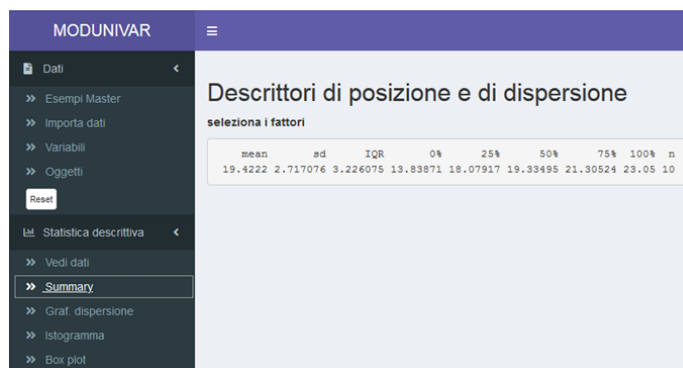 MODUNIVAR
Dati
Esempi Master
Importa dati
Variabili
Oggetti
Reset
Statistica descrittiva
Vedi dati
Summary
Graf. dispersione
Istogramma
Box plot
Descrittori di posizione e di dispersione
seleziona i fattori
mean sd IQR 0% 25% 50% 75% 100% n
19.4222 2.717076 3.226075 13.83871 18.07917 19.33495 21.30524 23.05 10